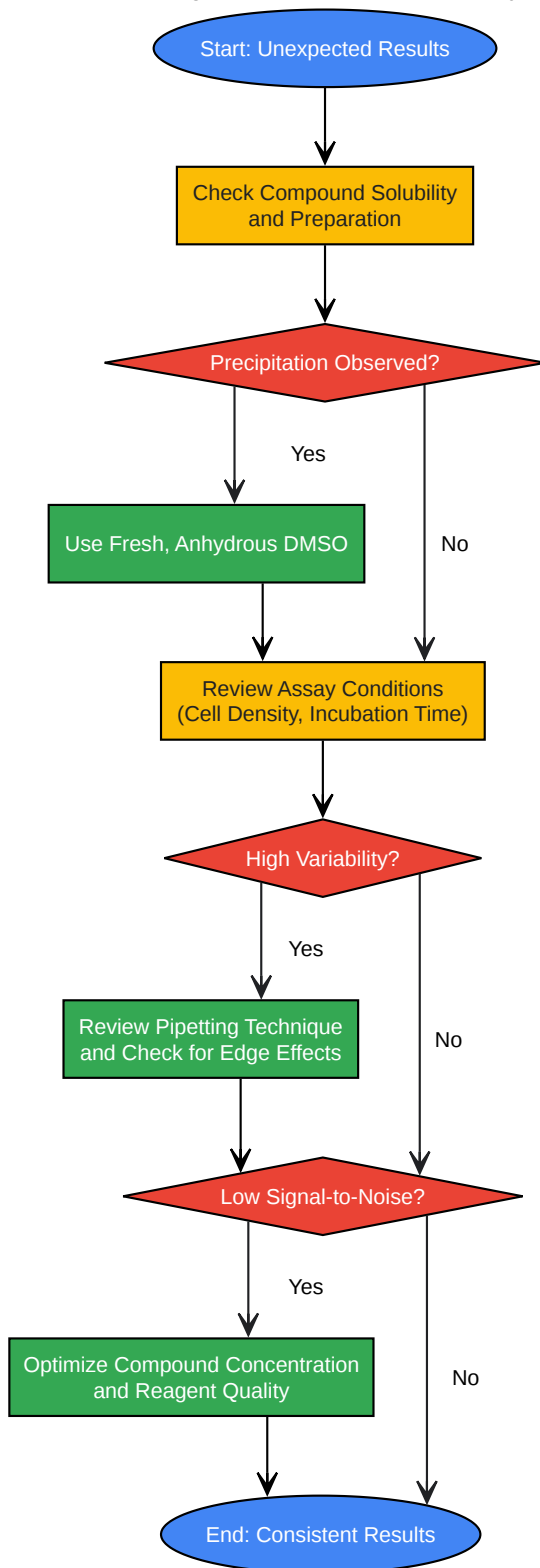 Start: Unexpected Results
Check Compound Solubility
and Preparation
Precipitation Observed?
Yes
Use Fresh, Anhydrous DMSO
No
Review Assay Conditions
(Cell Density, Incubation Time)
High Variability?
Yes
Review Pipetting Technique
and Check for Edge Effects
No
Low Signal-to-Noise?
Yes
Optimize Compound Concentration
and Reagent Quality
No
End: Consistent Results